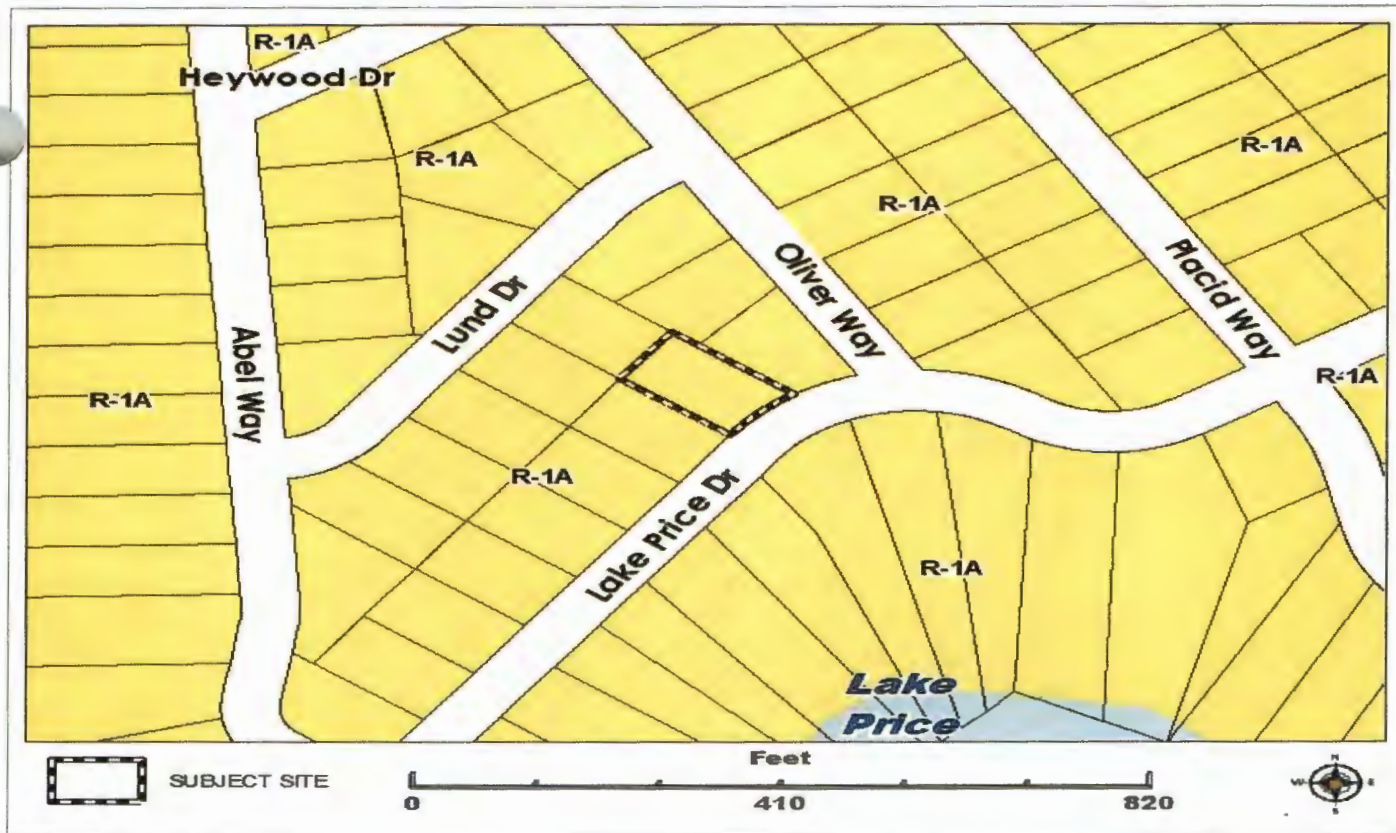 R-1A
Heywood Dr
R-1A
R-1A
R-1A
Oliver Way
Placid Way
Lund Dr
Abel Way
R-1A
R-1A
R-1A
Lake Price Dr
R-1A
Lake
Price
SUBJECT SITE
Feet
0 410 820
N
W E
S